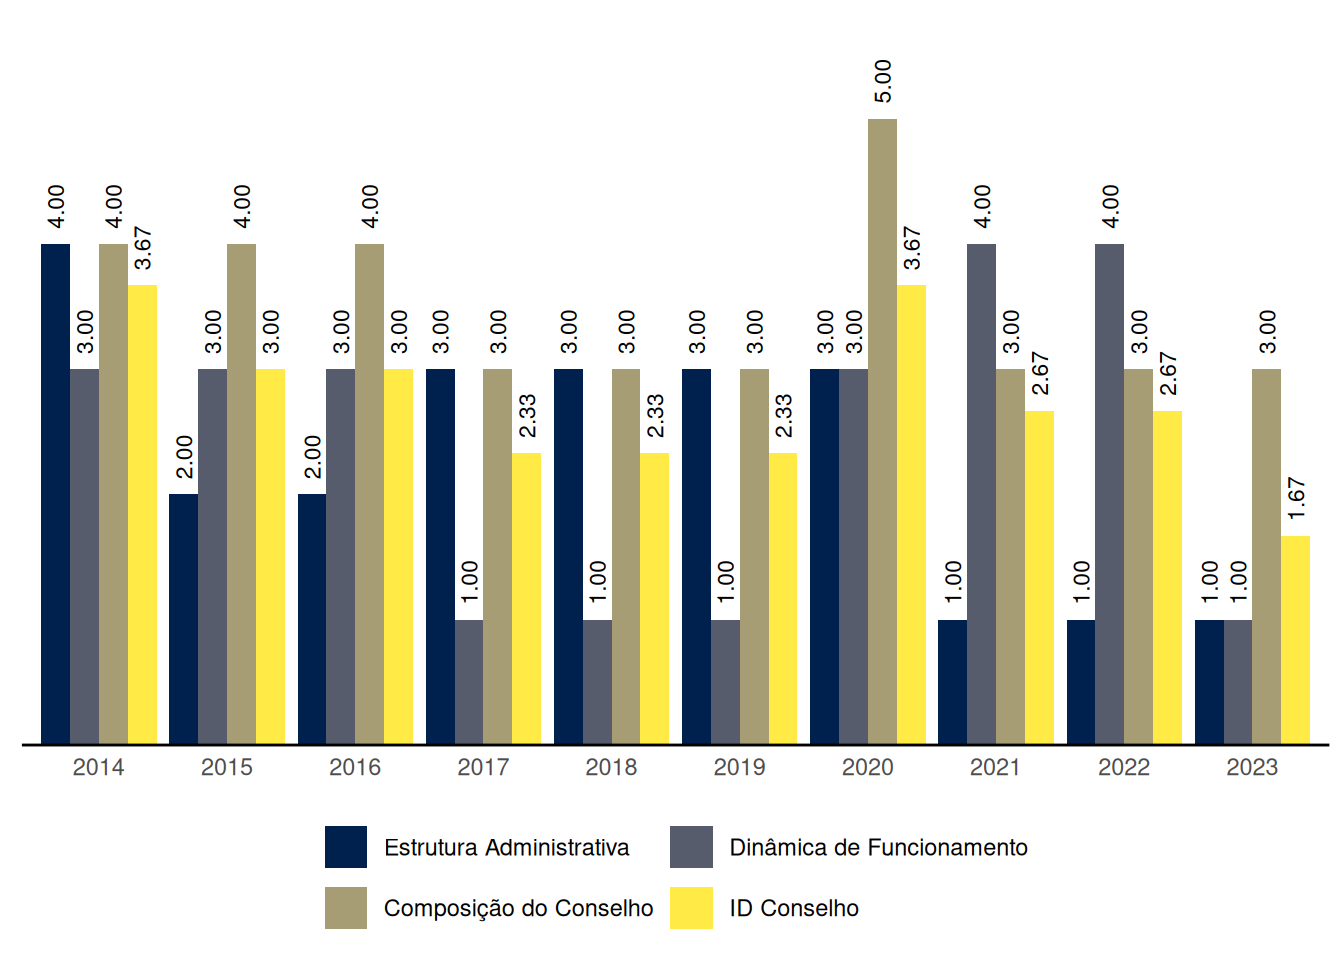 5.00
4.00 4.00 4.00 4.00 4.00 4.00
3.67 3.67
3.00 3.00 3.00 3.00 3.00 3.00 3.00 3.00 3.00 3.00 3.00 3.00 3.00 3.00 3.00 3.00 3.00
2.67 2.67
2.33 2.33 2.33
2.00 2.00
1.67
1.00 1.00 1.00 1.00 1.00 1.00 1.00
2014 2015 2016 2017 2018 2019 2020 2021 2022 2023
Estrutura Administrativa Dinâmica de Funcionamento
Composição do Conselho ID Conselho